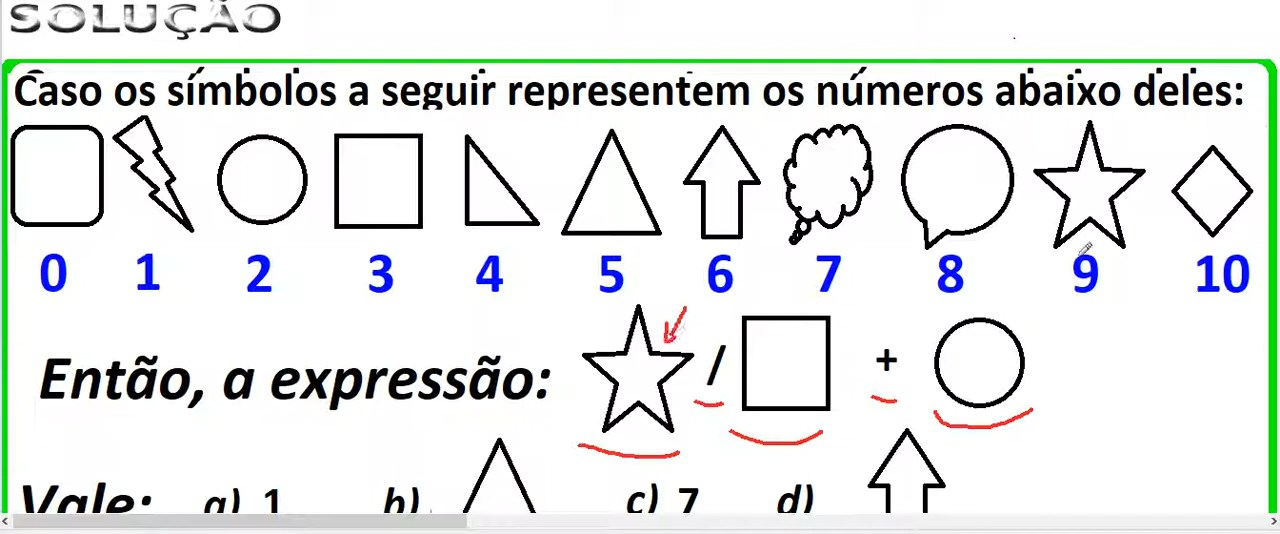 SOLUÇÃO
Caso os símbolos a seguir representem os números abaixo deles:
0 1 2 3 4 5 6 7 8 9 10
Então, a expressão: / +
Vale: a) 1 b) c) 7 d)